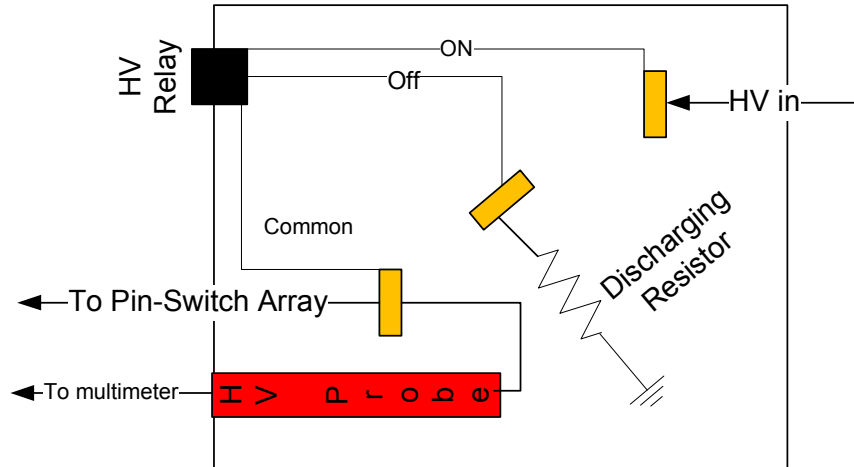 HV
Relay
ON
Off
HV in
Common
Discharging
Resistor
To Pin-Switch Array
To multimeter
HV Probe